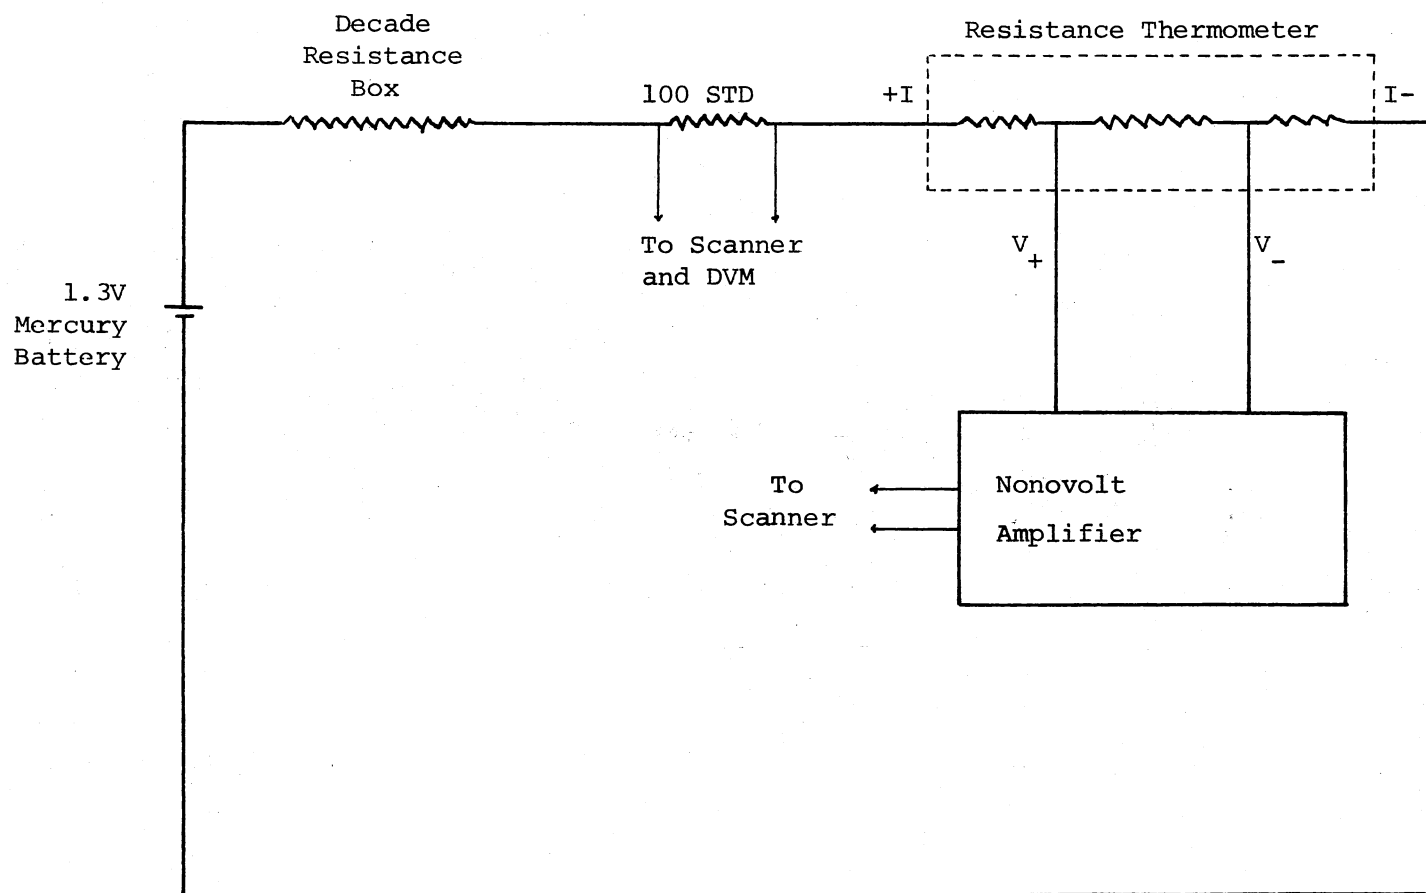 Decade
Resistance
Box
Resistance Thermometer
100 STD
+I
I-
To Scanner
and DVM
V+
V-
1.3V
Mercury
Battery
To
Scanner
Nonovolt
Amplifier